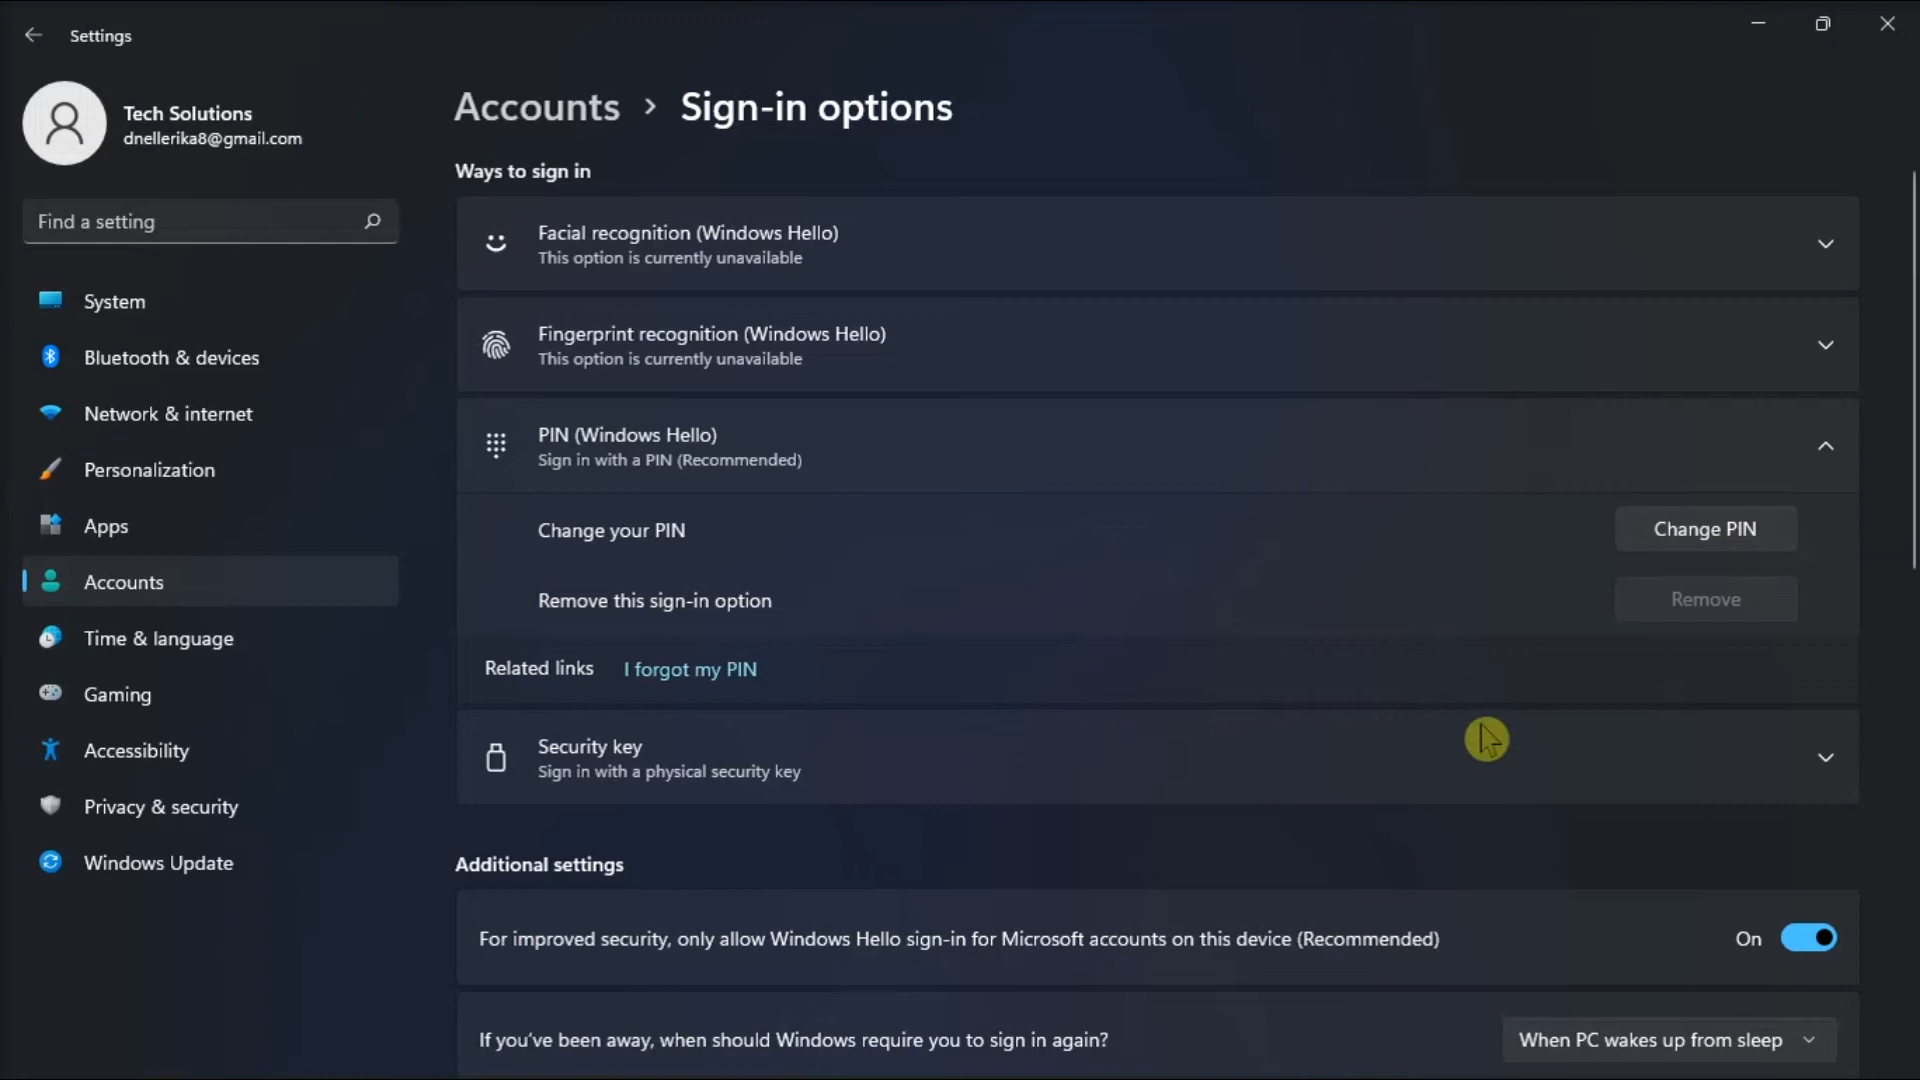 Settings
Tech Solutions
dnellerika8@gmail.com
Find a setting
System
Bluetooth & devices
Network & internet
Personalization
Apps
Accounts
Time & language
Gaming
Accessibility
Privacy & security
Windows Update
Accounts > Sign-in options
Ways to sign in
Facial recognition (Windows Hello)
This option is currently unavailable
Fingerprint recognition (Windows Hello)
This option is currently unavailable
PIN (Windows Hello)
Sign in with a PIN (Recommended)
Change your PIN Change PIN
Remove this sign-in option Remove
Related links I forgot my PIN
Security key
Sign in with a physical security key
Additional settings
For improved security, only allow Windows Hello sign-in for Microsoft accounts on this device (Recommended) On
If you've been away, when should Windows require you to sign in again? When PC wakes up from sleep